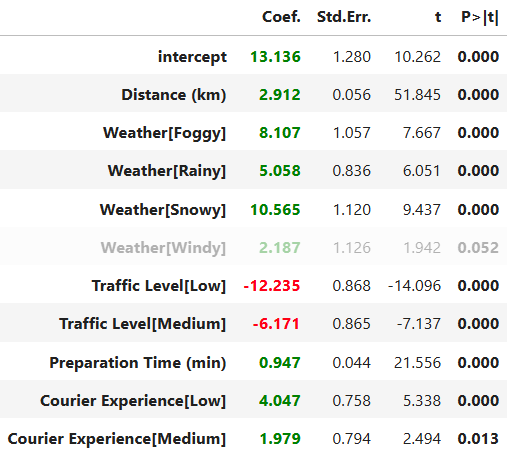 Coef. Std.Err. t P>|t|
intercept 13.136 1.280 10.262 0.000
Distance (km) 2.912 0.056 51.845 0.000
Weather[Foggy] 8.107 1.057 7.667 0.000
Weather[Rainy] 5.058 0.836 6.051 0.000
Weather[Snowy] 10.565 1.120 9.437 0.000
Weather[Windy] 2.187 1.126 1.942 0.052
Traffic Level[Low] -12.235 0.868 -14.096 0.000
Traffic Level[Medium] -6.171 0.865 -7.137 0.000
Preparation Time (min) 0.947 0.044 21.556 0.000
Courier Experience[Low] 4.047 0.758 5.338 0.000
Courier Experience[Medium] 1.979 0.794 2.494 0.013